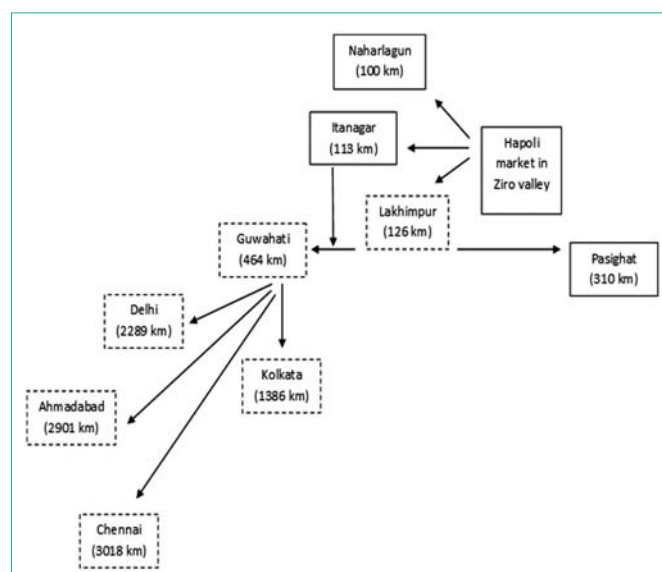 Naharlagun
(100 km)
Itanagar
(113 km)
Hapoli
market in
Ziro valley
Lakhimpur
(126 km)
Guwahati
(464 km)
Pasighat
(310 km)
Delhi
(2289 km)
Kolkata
(1386 km)
Ahmadabad
(2901 km)
Chennai
(3018 km)